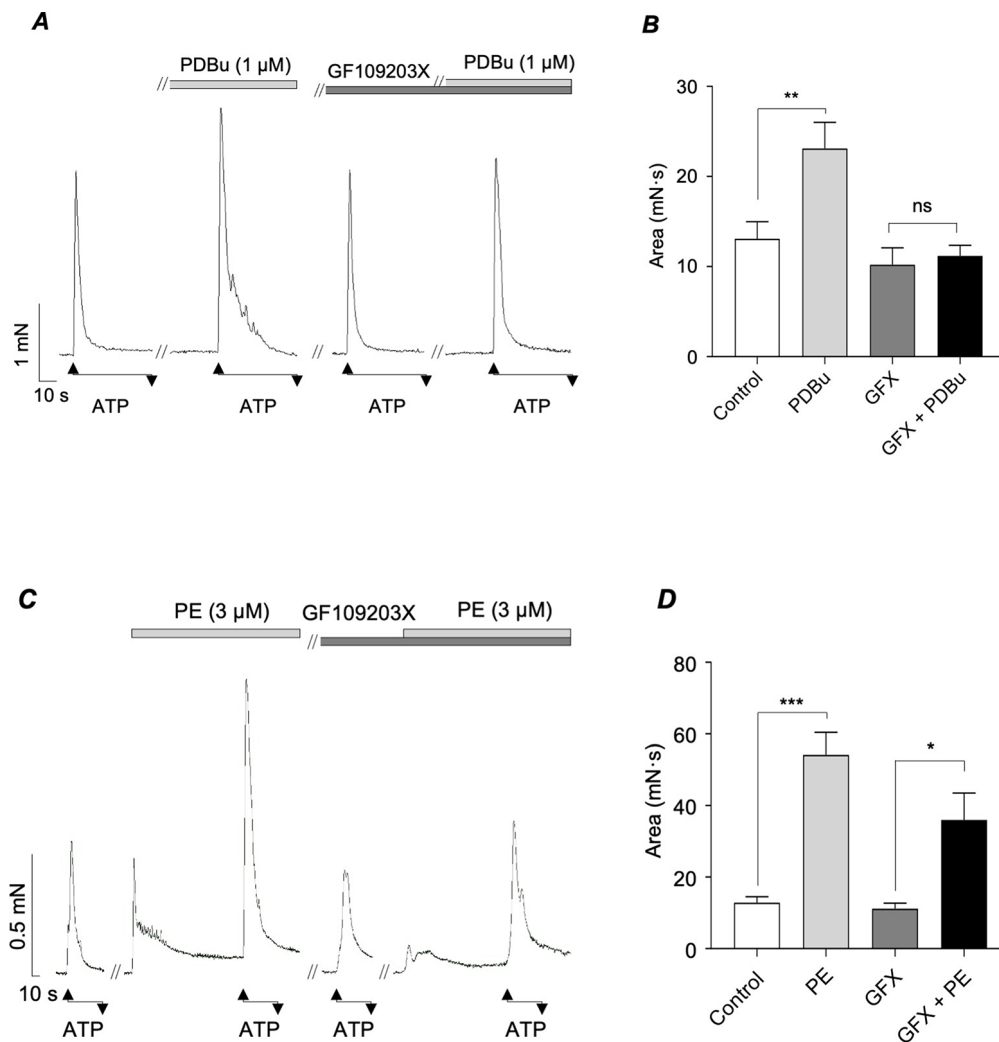 A
PDBu (1 µM)
GF109203X
PDBu (1 µM)
1 mN
10 s
ATP
ATP
ATP
ATP
B
Area (mN·s)
30
20
10
0
**
ns
Control
PDBu
GFX
GFX + PDBu
C
PE (3 µM)
GF109203X
PE (3 µM)
0.5 mN
10 s
ATP
ATP
ATP
ATP
D
Area (mN·s)
80
60
40
20
0
***
*
Control
PE
GFX
GFX + PE